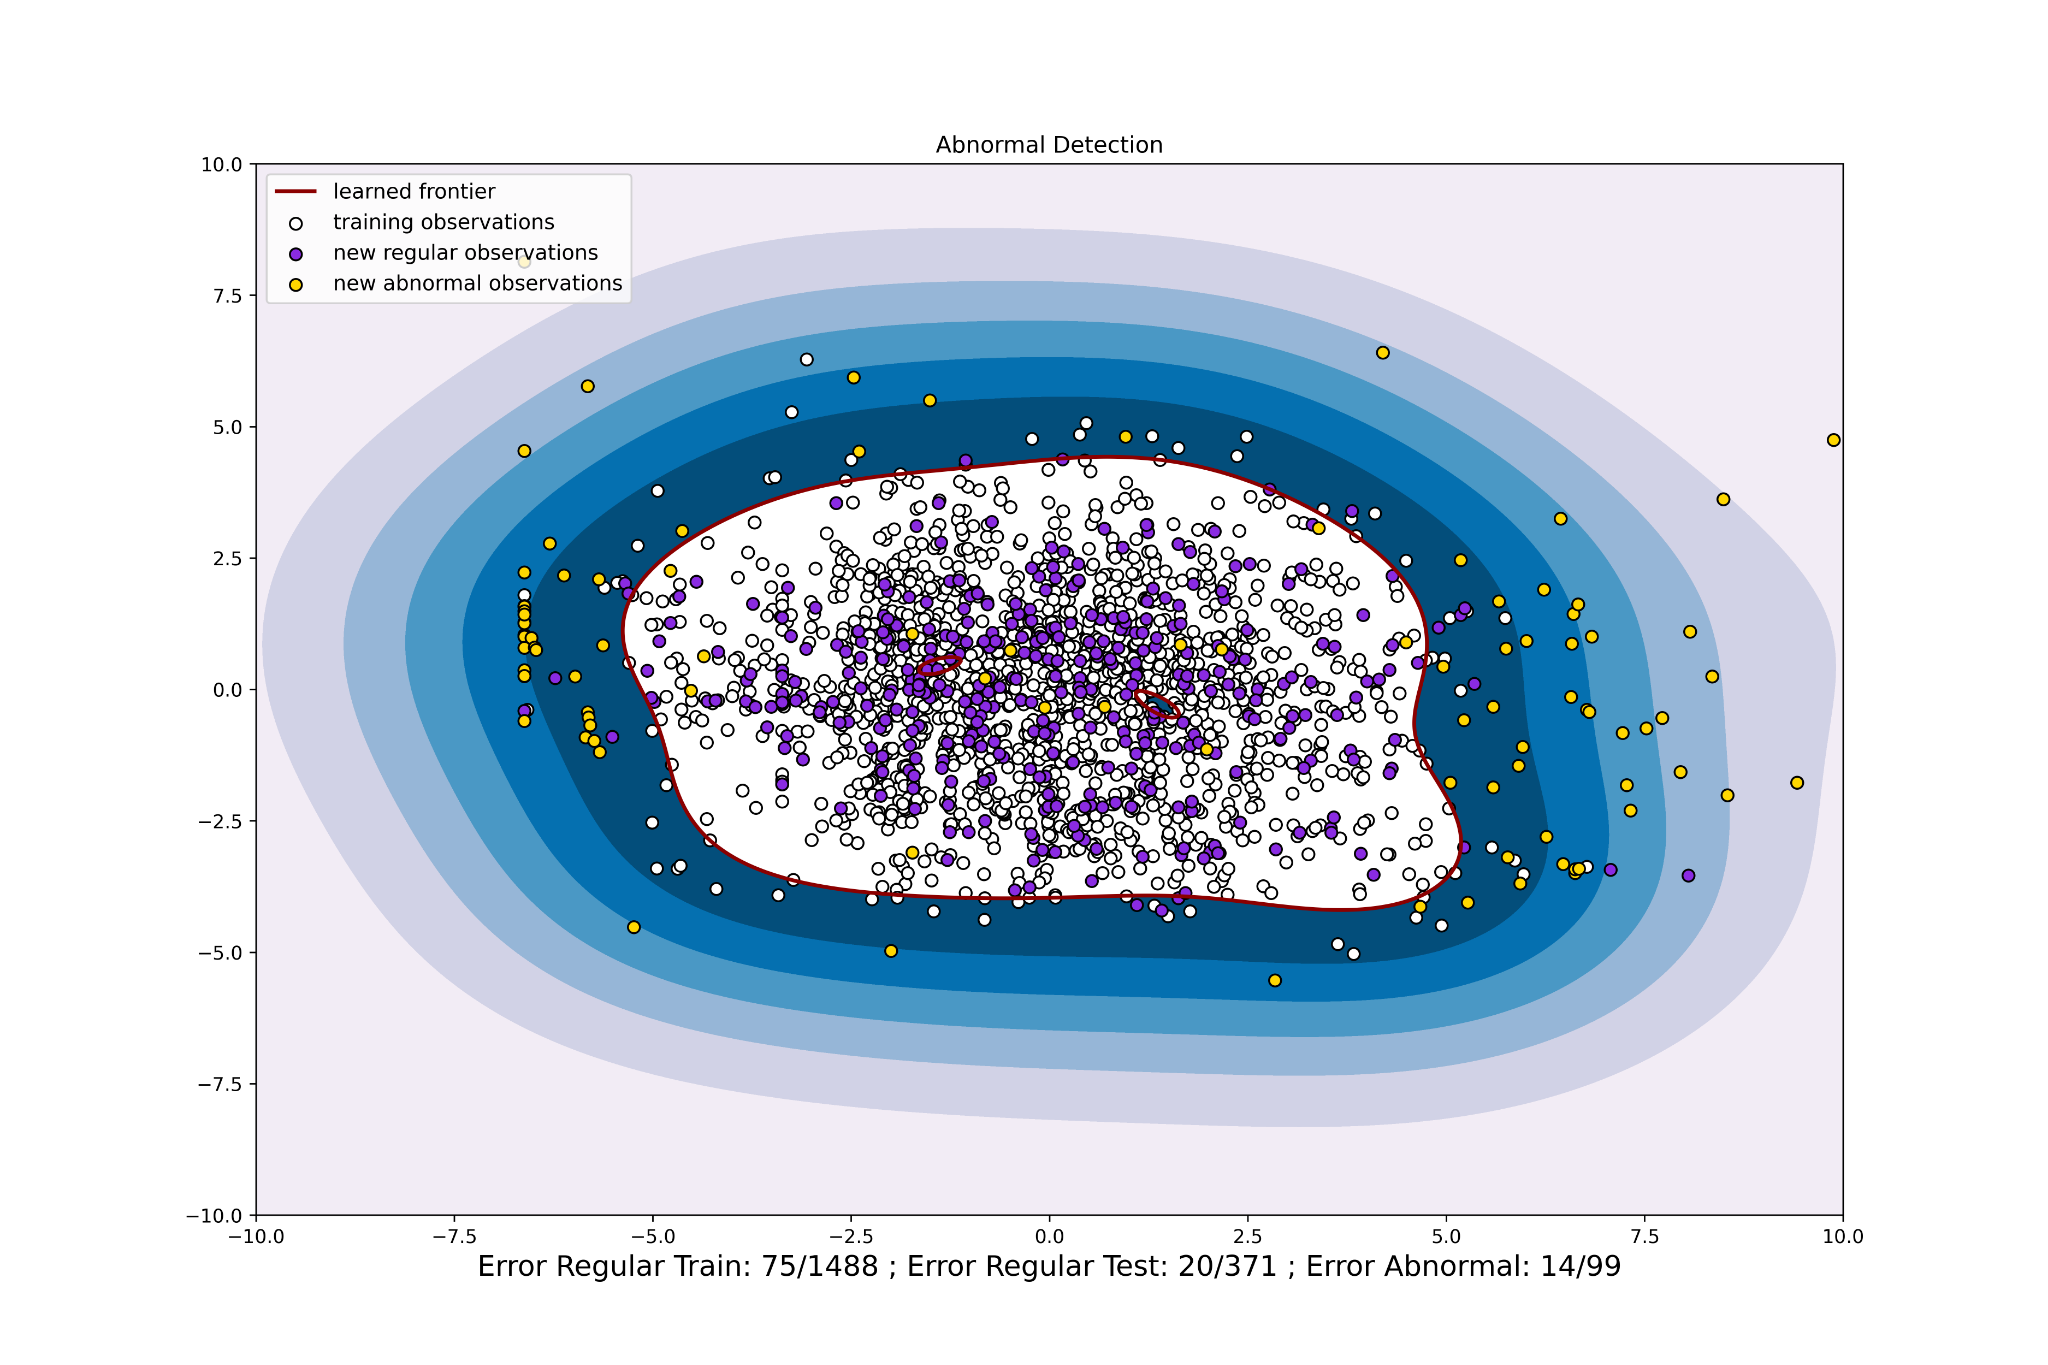 Abnormal Detection
learned frontier
training observations
new regular observations
new abnormal observations
10.0
7.5
5.0
2.5
0.0
−2.5
−5.0
−7.5
−10.0
−10.0 −7.5 −5.0 −2.5 0.0 2.5 5.0 7.5 10.0
Error Regular Train: 75/1488 ; Error Regular Test: 20/371 ; Error Abnormal: 14/99